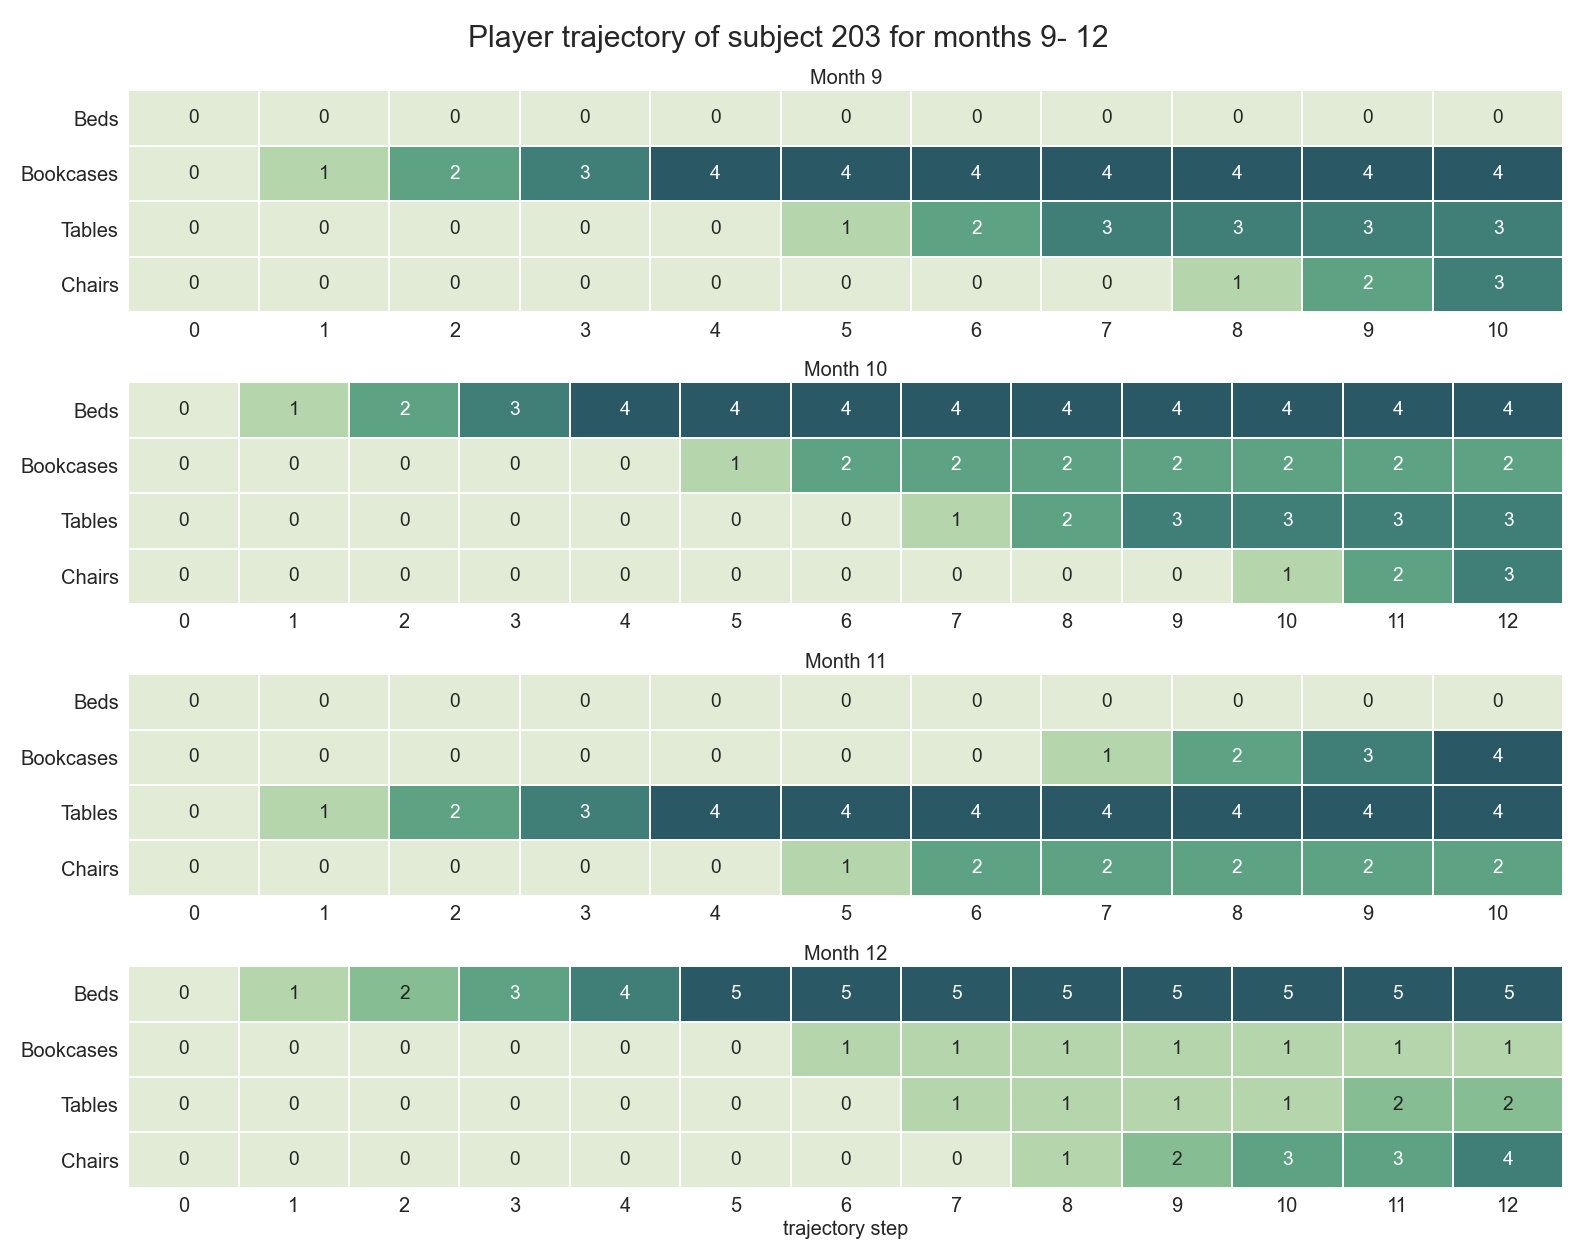 Player trajectory of subject 203 for months 9- 12
Month 9
Beds 0 0 0 0 0 0 0 0 0 0 0
Bookcases 0 1 2 3 4 4 4 4 4 4 4
Tables 0 0 0 0 0 1 2 3 3 3 3
Chairs 0 0 0 0 0 0 0 0 1 2 3
0 1 2 3 4 5 6 7 8 9 10
Month 10
Beds 0 1 2 3 4 4 4 4 4 4 4 4 4
Bookcases 0 0 0 0 0 1 2 2 2 2 2 2 2
Tables 0 0 0 0 0 0 0 1 2 3 3 3 3
Chairs 0 0 0 0 0 0 0 0 0 0 1 2 3
0 1 2 3 4 5 6 7 8 9 10 11 12
Month 11
Beds 0 0 0 0 0 0 0 0 0 0 0
Bookcases 0 0 0 0 0 0 0 1 2 3 4
Tables 0 1 2 3 4 4 4 4 4 4 4
Chairs 0 0 0 0 0 1 2 2 2 2 2
0 1 2 3 4 5 6 7 8 9 10
Month 12
Beds 0 1 2 3 4 5 5 5 5 5 5 5 5
Bookcases 0 0 0 0 0 0 1 1 1 1 1 1 1
Tables 0 0 0 0 0 0 0 1 1 1 1 2 2
Chairs 0 0 0 0 0 0 0 0 1 2 3 3 4
0 1 2 3 4 5 6 7 8 9 10 11 12
trajectory step